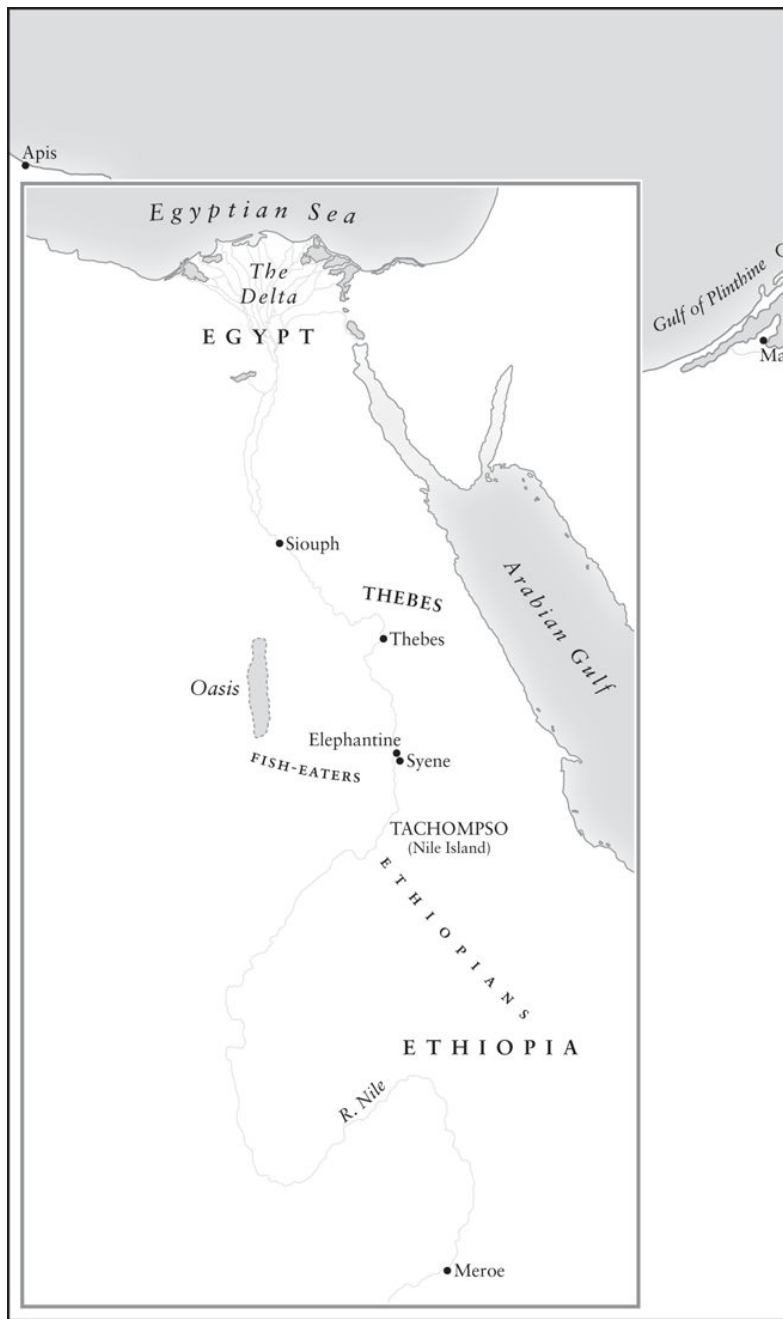 Apis
Egyptian Sea
The
Delta
EGYPT
Gulf of Plinthine
Siouph
THEBES
Thebes
Arabian Gulf
Oasis
Elephantine
Syene
FISH-EATERS
TACHOMPSO
(Nile Island)
ETHIOPIANS
ETHIOPIA
R. Nile
Meroe